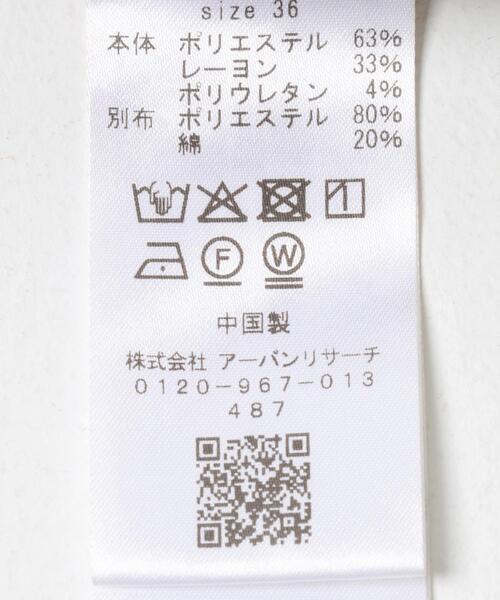 size 36
本体 ポリエステル 63%
レーヨン 33%
ポリウレタン 4%
別布 ポリエステル 80%
綿 20%
F W
中国製
株式会社 アーバンリサーチ
0120-967-013
487